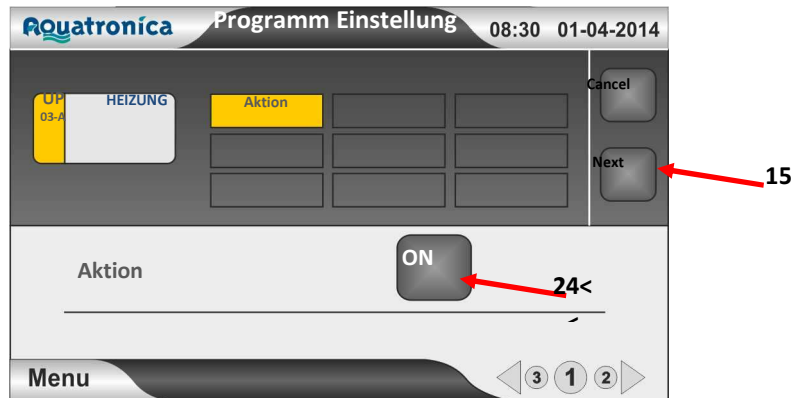 Aquatronica Programm Einstellung 08:30 01-04-2014
Cancel
UP HEIZUNG Aktion
03-A
Next
15
Aktion ON
24<
<
Menu 3 1 2